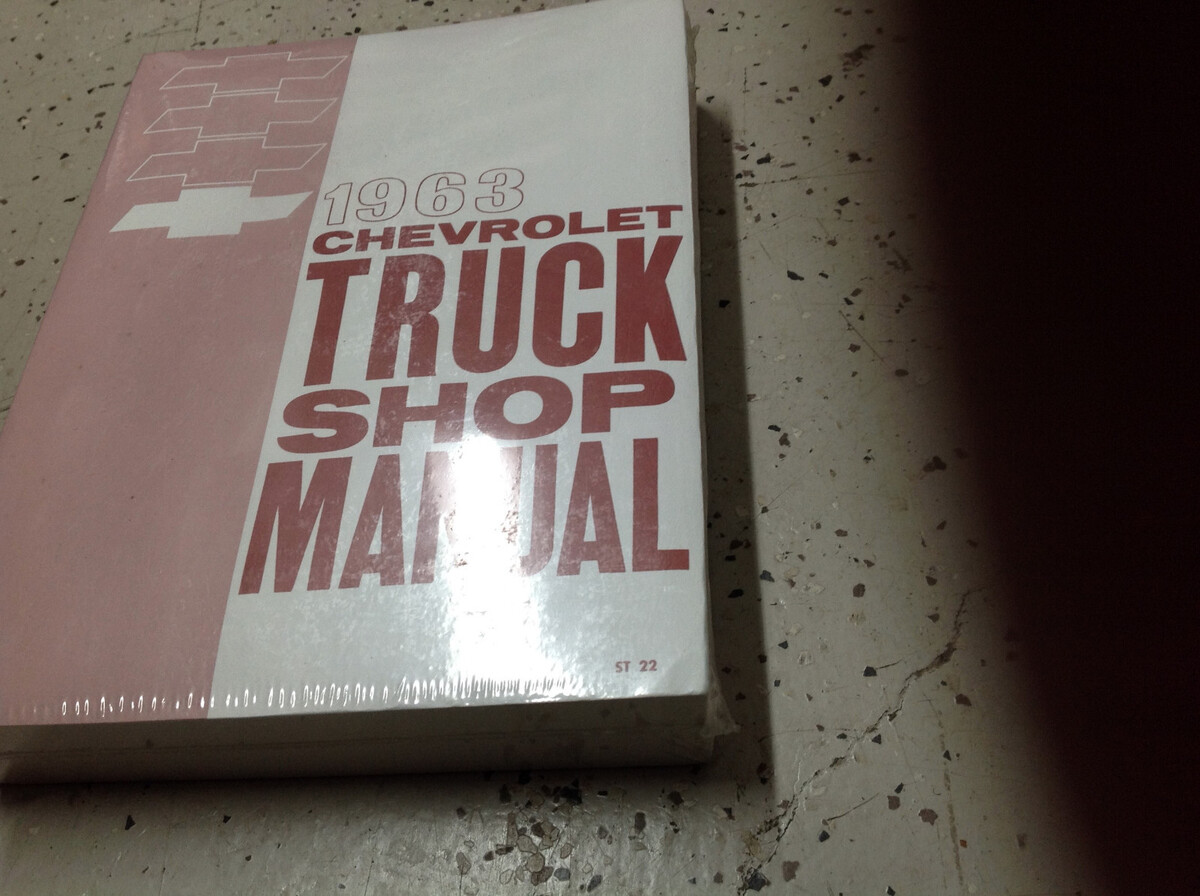 1963
CHEVROLET
TRUCK
SHOP
MANUAL
ST 22